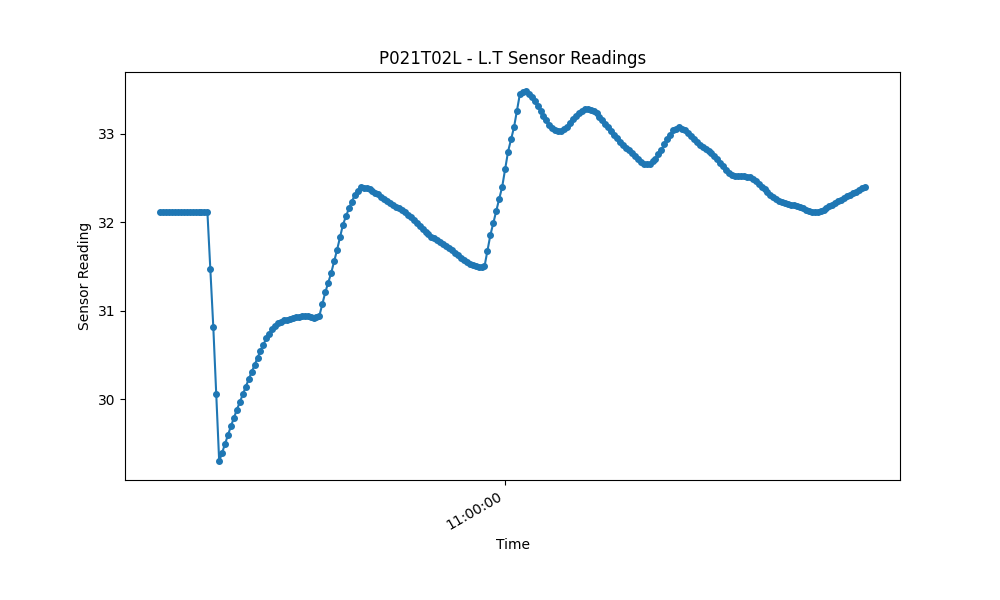 P021T02L - L.T Sensor Readings
33
32
31
30
Sensor Reading
11:00:00
Time